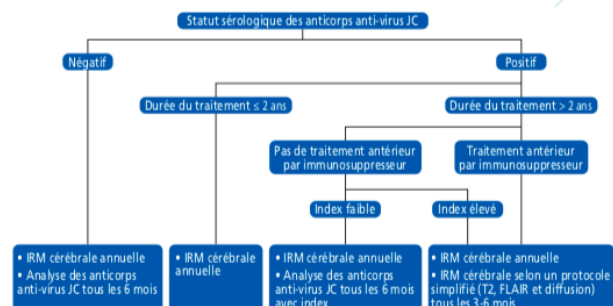 Statut sérologique des anticorps anti-virus JC
Négatif
Positif
Durée du traitement ≤ 2 ans
Durée du traitement > 2 ans
Pas de traitement antérieur
par immunosuppresseur
Traitement antérieur
par immunosuppresseur
Index faible
Index élevé
• IRM cérébrale annuelle
• Analyse des anticorps
anti-virus JC tous les 6 mois
• IRM cérébrale
annuelle
• IRM cérébrale annuelle
• Analyse des anticorps
anti-virus JC tous les 6 mois
avec index
• IRM cérébrale annuelle
• IRM cérébrale selon un protocole
simplifié (T2, FLAIR et diffusion)
tous les 3-6 mois